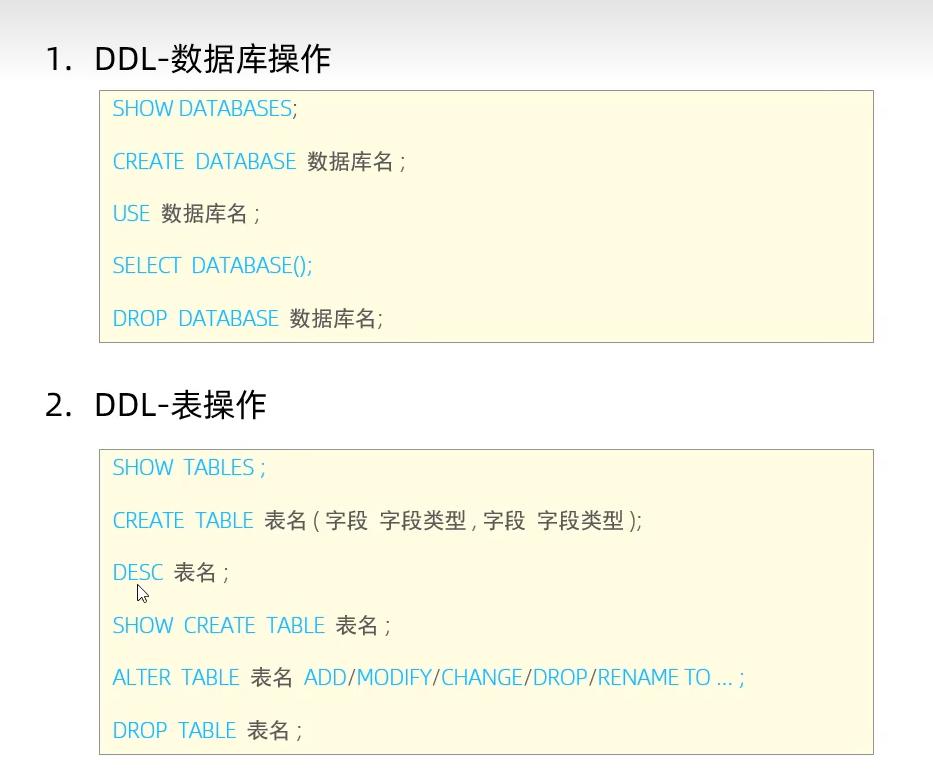 1. DDL-数据库操作
SHOW DATABASES;
CREATE DATABASE 数据库名 ;
USE 数据库名 ;
SELECT DATABASE();
DROP DATABASE 数据库名;
2. DDL-表操作
SHOW TABLES ;
CREATE TABLE 表名 ( 字段 字段类型 , 字段 字段类型 );
DESC 表名 ;
SHOW CREATE TABLE 表名 ;
ALTER TABLE 表名 ADD/MODIFY/CHANGE/DROP/RENAME TO ... ;
DROP TABLE 表名 ;